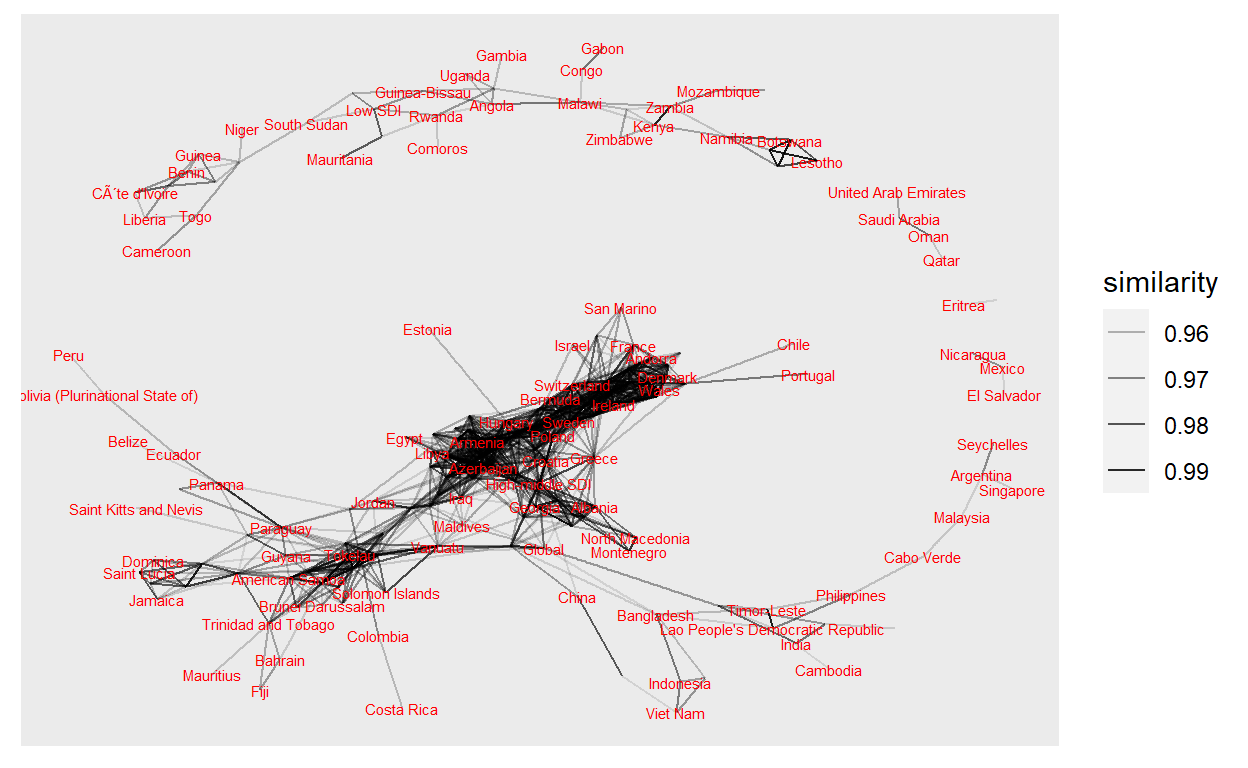 Gabon
Gambia
Congo
Uganda
Guinea-Bissau
Mozambique
Low SDI
Angola
Malawi
Zambia
Rwanda
South Sudan
Kenya
Niger
Zimbabwe
Namibia
Botswana
Comoros
Guinea
Mauritania
Lesotho
Benin
CÃ´te d'Ivoire
United Arab Emirates
Liberia
Togo
Saudi Arabia
Oman
Cameroon
Qatar
similarity
Eritrea
San Marino
0.96
Estonia
Israel
France
Chile
Peru
Andorra
Nicaragua
Mexico
0.97
Denmark
Portugal
Switzerland
Wales
olivia (Plurinational State of)
Bermuda
El Salvador
Ireland
0.98
Hungary
Sweden
Belize
Egypt
Armenia
Poland
Seychelles
Ecuador
Libya
Croatia
Greece
0.99
Azerbaijan
Argentina
Panama
High-middle SDI
Singapore
Jordan
Iraq
Saint Kitts and Nevis
Georgia
Albania
Malaysia
Paraguay
Maldives
North Macedonia
Guyana
Tokelau
Vanuatu
Global
Montenegro
Cabo Verde
Dominica
Saint Lucia
American Samoa
Jamaica
Solomon Islands
China
Philippines
Brunei Darussalam
Timor-Leste
Trinidad and Tobago
Bangladesh
Colombia
Lao People's Democratic Republic
India
Bahrain
Mauritius
Cambodia
Fiji
Indonesia
Costa Rica
Viet Nam